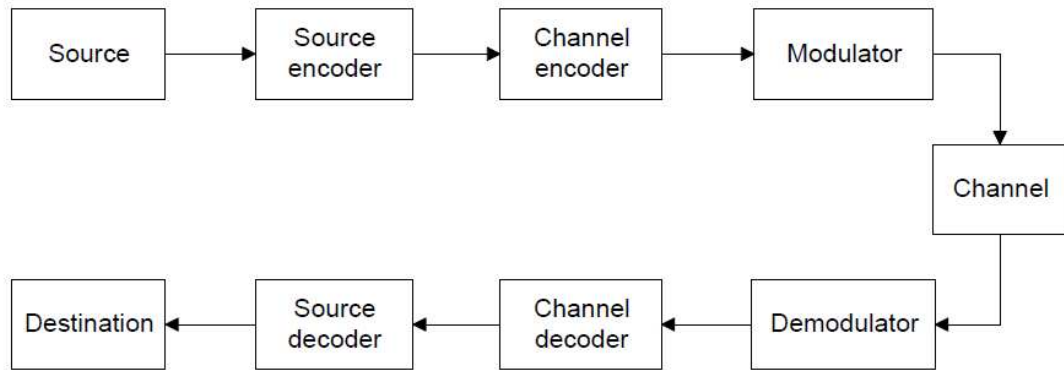 Source
Source
encoder
Channel
encoder
Modulator
Channel
Demodulator
Channel
decoder
Source
decoder
Destination